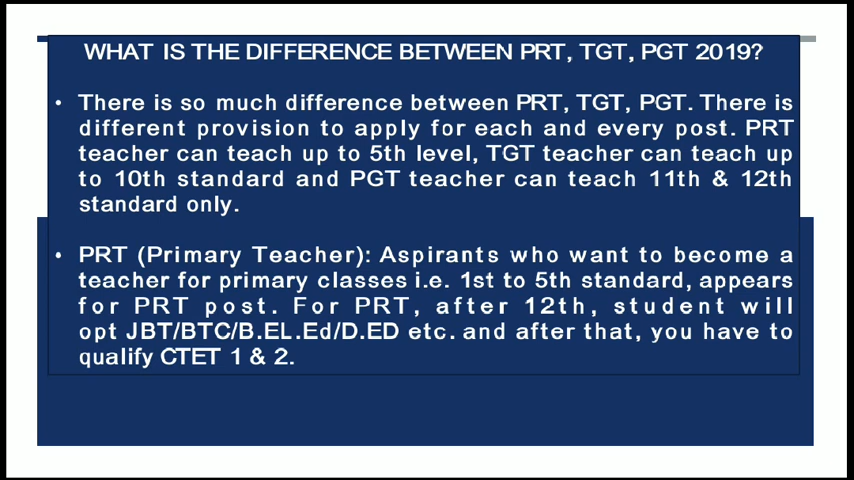 WHAT IS THE DIFFERENCE BETWEEN PRT, TGT, PGT 2019?
• There is so much difference between PRT, TGT, PGT. There is
different provision to apply for each and every post. PRT
teacher can teach up to 5th level, TGT teacher can teach up
to 10th standard and PGT teacher can teach 11th & 12th
standard only.
• PRT (Primary Teacher): Aspirants who want to become a
teacher for primary classes i.e. 1st to 5th standard, appears
for PRT post. For PRT, after 12th, student will
opt JBT/BTC/B.EL.Ed/D.ED etc. and after that, you have to
qualify CTET 1 & 2.